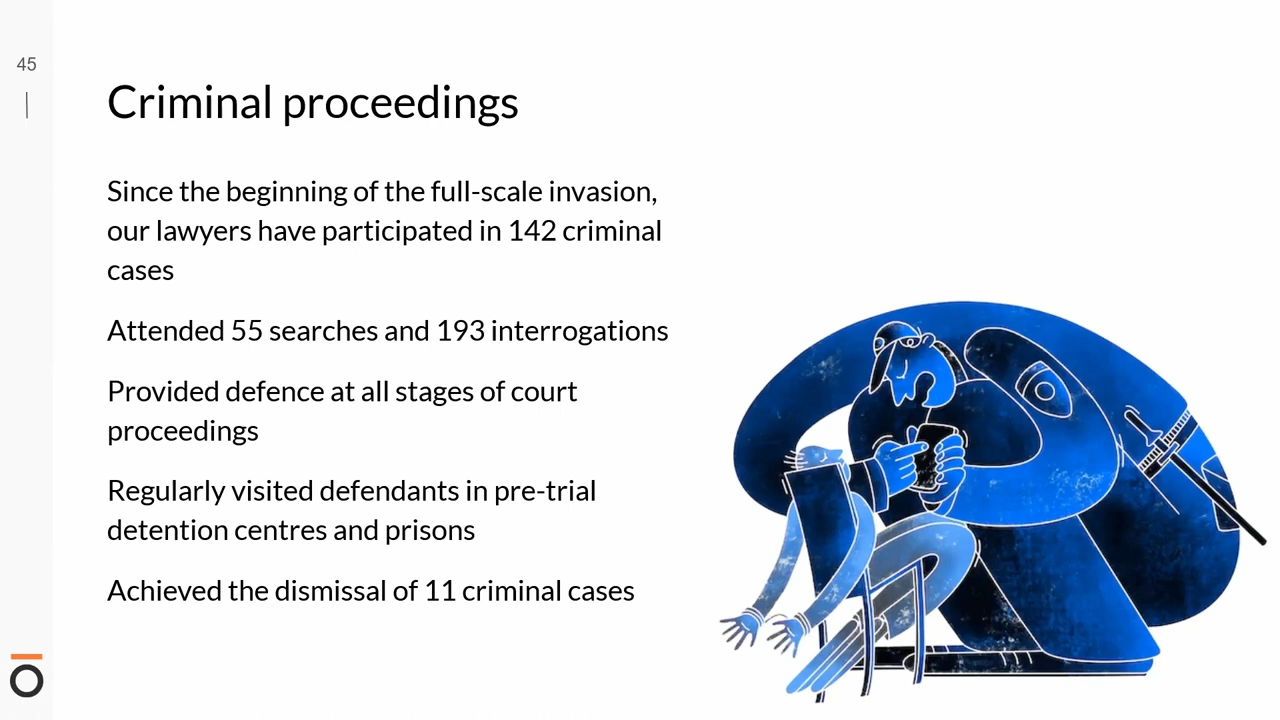 45
Criminal proceedings
Since the beginning of the full-scale invasion,
our lawyers have participated in 142 criminal
cases
Attended 55 searches and 193 interrogations
Provided defence at all stages of court
proceedings
Regularly visited defendants in pre-trial
detention centres and prisons
Achieved the dismissal of 11 criminal cases